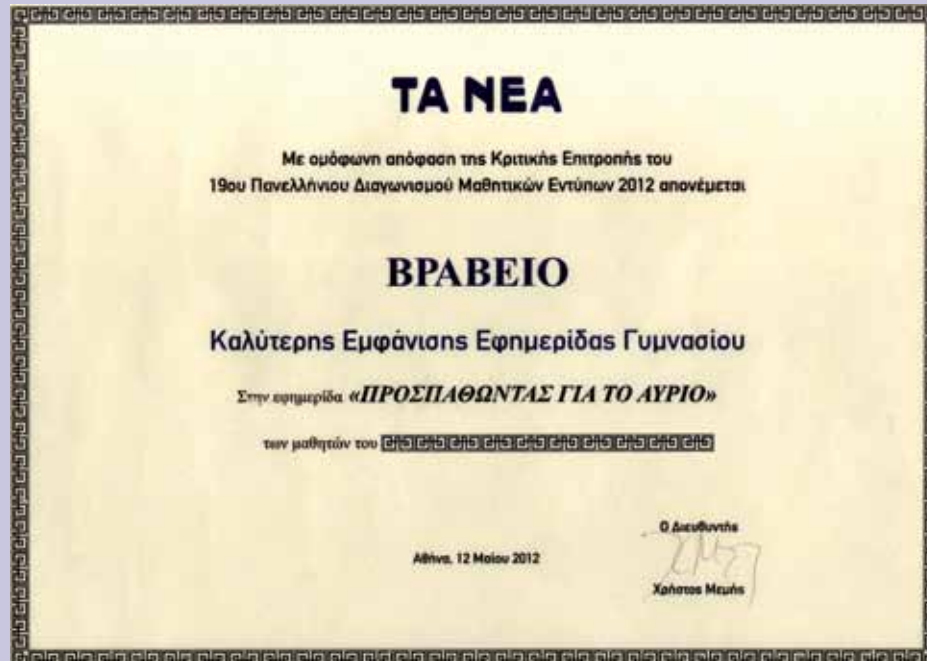 ΤΑ ΝΕΑ
Με ομόφωνη απόφαση της Κριτικής Επιτροπής του
19ου Πανελλήνιου Διαγωνισμού Μαθητικών Εντύπων 2012 απονέμεται
ΒΡΑΒΕΙΟ
Καλύτερης Εμφάνισης Εφημερίδας Γυμνασίου
Στην εφημερίδα «ΠΡΟΣΠΑΘΩΝΤΑΣ ΓΙΑ ΤΟ ΑΥΡΙΟ»
των μαθητών του
Ο Διευθυντής
Αθήνα, 12 Μαΐου 2012
Χρήστος Μεμής